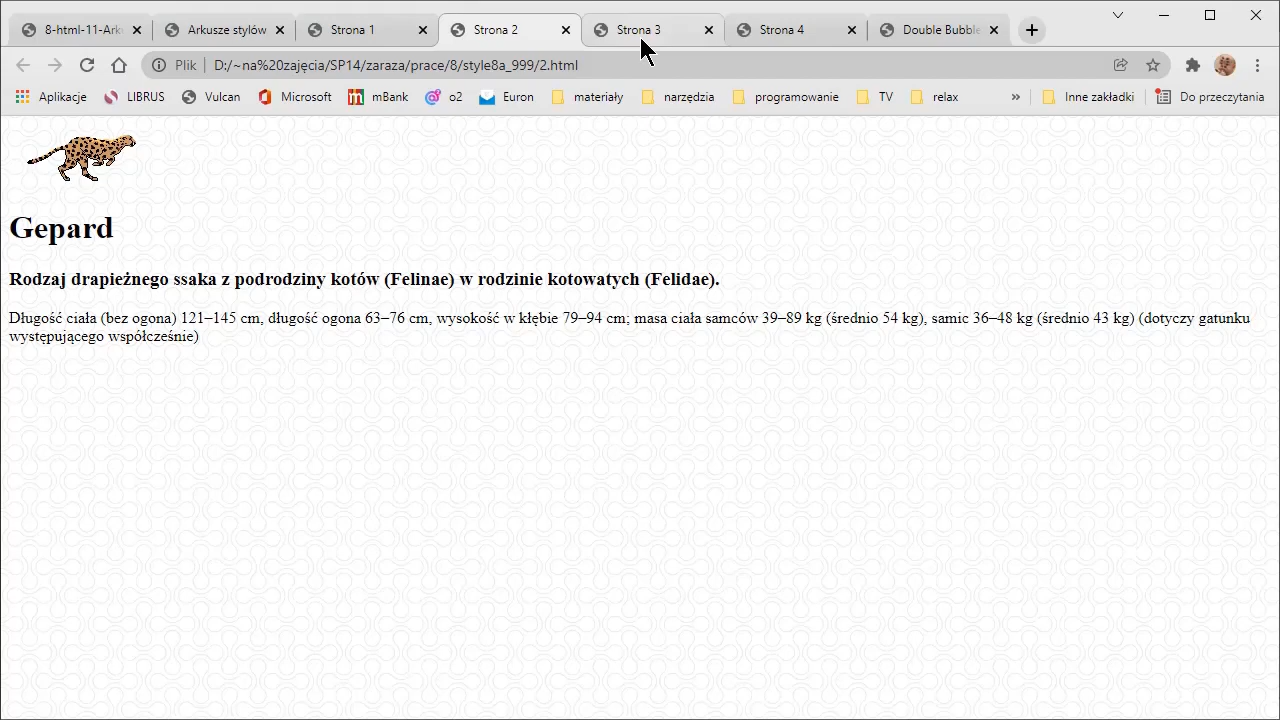 8-html-11-Ark
Arkusze stylów
Strona 1
Strona 2
Strona 3
Strona 4
Double Bubble
Plik
D:/~na%20zajęcia/SP14/zaraza/prace/8/style8a_999/2.html
Aplikacje
LIBRUS
Vulcan
Microsoft
mBank
o2
Euron
materiały
narzędzia
programowanie
TV
relax
»
Inne zakładki
Do przeczytania
Gepard
Rodzaj drapieżnego ssaka z podrodziny kotów (Felinae) w rodzinie kotowatych (Felidae).
Długość ciała (bez ogona) 121–145 cm, długość ogona 63–76 cm, wysokość w kłębie 79–94 cm; masa ciała samców 39–89 kg (średnio 54 kg), samic 36–48 kg (średnio 43 kg) (dotyczy gatunku
występującego współcześnie)